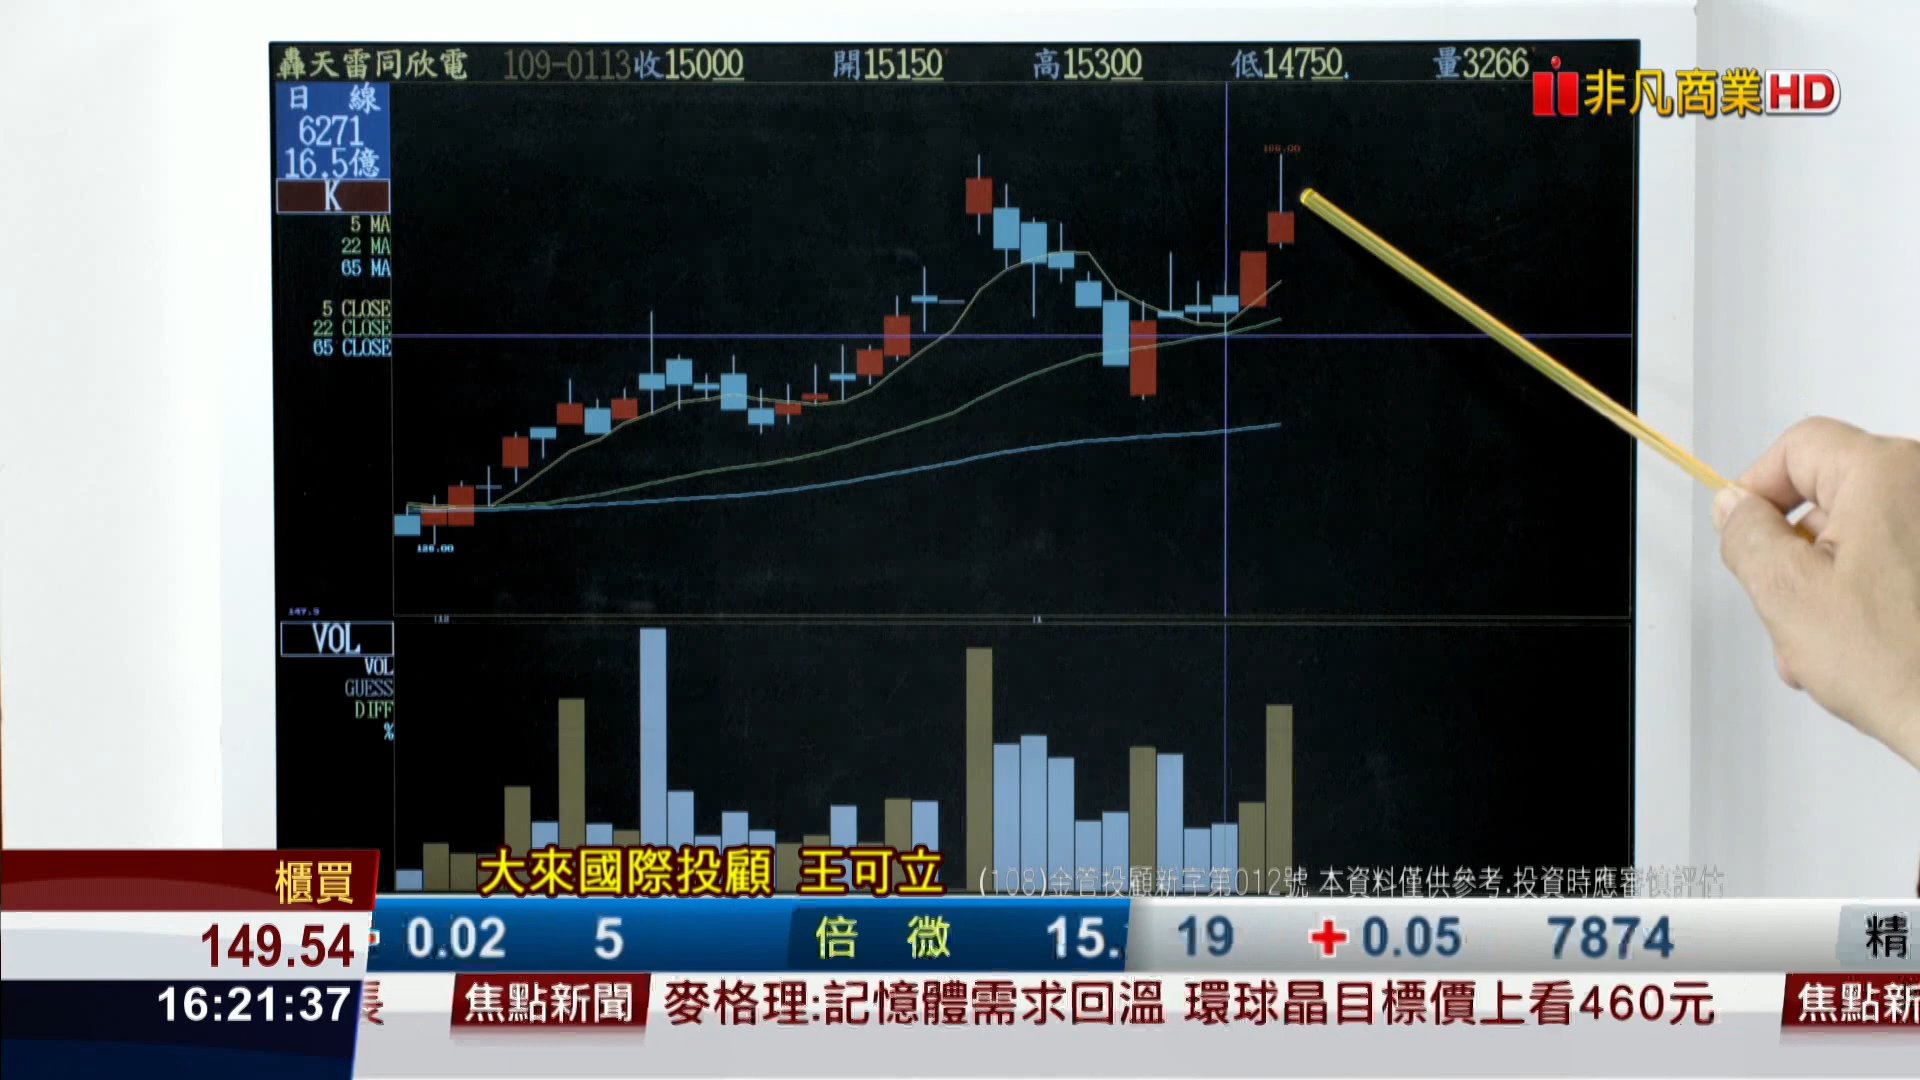 轟天雷同欣電 109-0113收15000 開15150 高15300 低14750. 量3266
非凡商業HD
日 線
6271
16.5億
K
5 MA
22 MA
65 MA
5 CLOSE
22 CLOSE
65 CLOSE
126.00
147.5
12
1
VOL
VOL
GUESS
DIFF
%
大來國際投顧 王可立
(108)金管投顧新字第012號 本資料僅供參考.投資時應審慎評估
櫃買
149.54
0.02 5 倍微 15. 19 +0.05 7874 精
16:21:37
長 焦點新聞 麥格理:記憶體需求回溫 環球晶目標價上看460元 焦點新